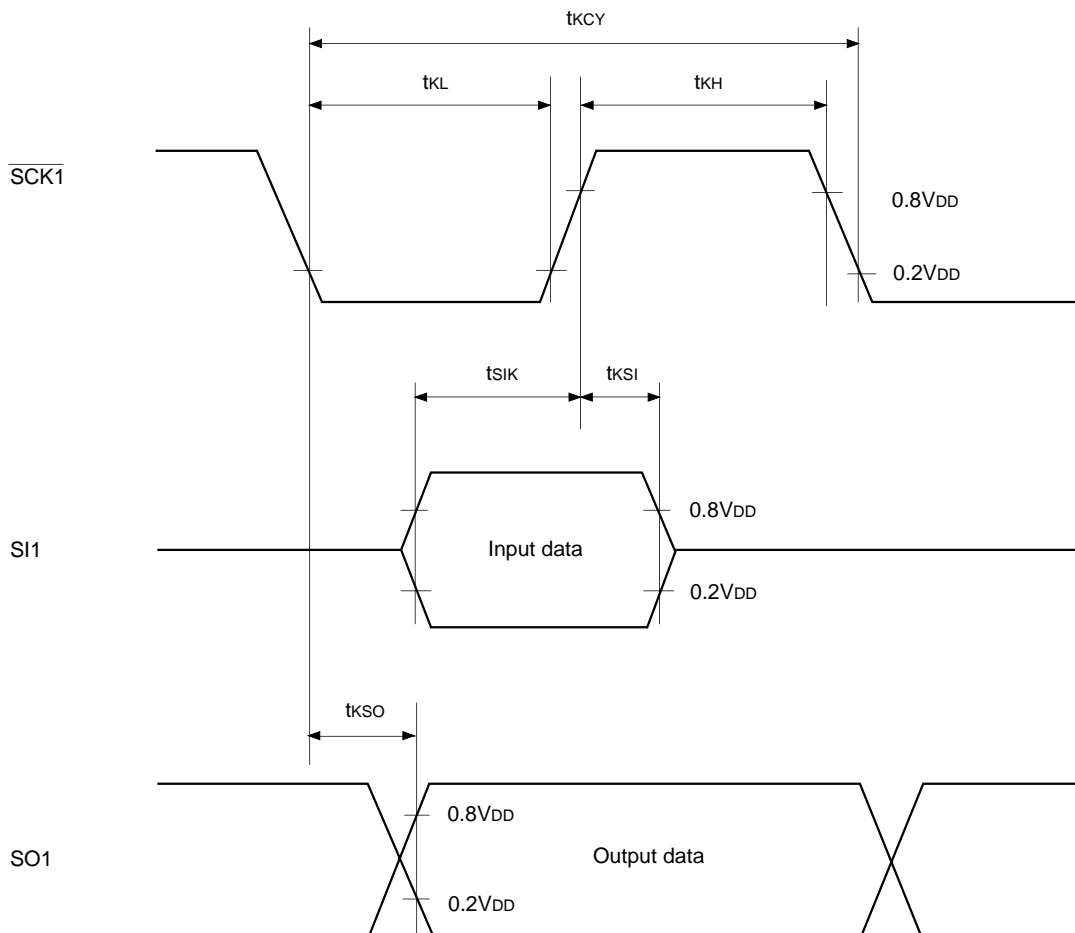 tKCY
tKL
tKH
SCK1
0.8VDD
0.2VDD
tSIK
tKSI
0.8VDD
SI1
Input data
0.2VDD
tKSO
0.8VDD
SO1
Output data
0.2VDD